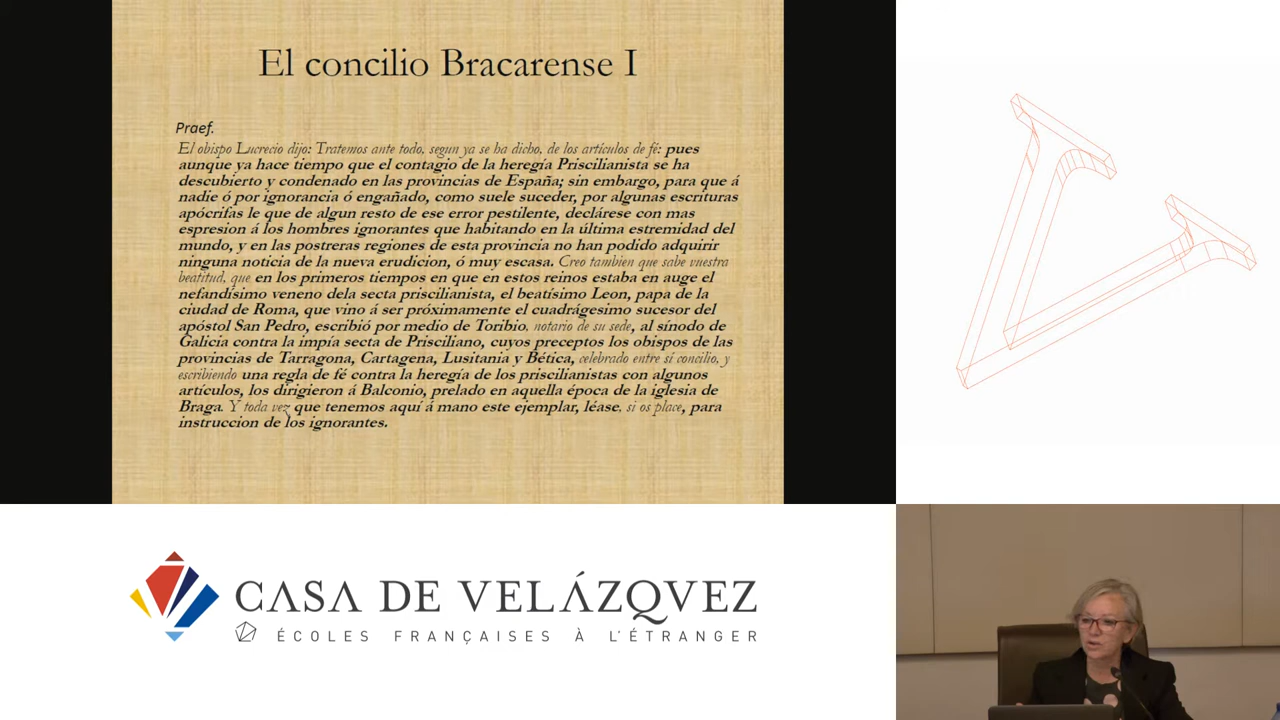 El concilio Bracarense I
Praef.
El obispo Lucrecio dijo: Tratemos ante todo, segun ya se ha dicho, de los artículos de fé: pues
aunque ya hace tiempo que el contagio de la heregía Priscilianista se ha
descubierto y condenado en las provincias de España; sin embargo, para que á
nadie ó por ignorancia ó engañado, como suele suceder, por algunas escrituras
apócrifas le que de algun resto de ese error pestilente, declárese con mas
espresion á los hombres ignorantes que habitando en la última estremidad del
mundo, y en las postreras regiones de esta provincia no han podido adquirir
ninguna noticia de la nueva erudicion, ó muy escasa. Creo tambien que sabe vuestra
beatitud, que en los primeros tiempos en que en estos reinos estaba en auge el
nefandísimo veneno dela secta priscilianista, el beatísimo Leon, papa de la
ciudad de Roma, que vino á ser próximamente el cuadrágesimo sucesor del
apóstol San Pedro, escribió por medio de Toribio, notario de su sede, al sínodo de
Galicia contra la impía secta de Prisciliano, cuyos preceptos los obispos de las
provincias de Tarragona, Cartagena, Lusitania y Bética, celebrado entre sí concilio, y
escribiendo una regla de fé contra la heregía de los priscilianistas con algunos
artículos, los dirigieron á Balconio, prelado en aquella época de la iglesia de
Braga. Y toda vez que tenemos aquí á mano este ejemplar, léase, si os place, para
instruccion de los ignorantes.
CASA DE VELÁZQVEZ
ÉCOLES FRANÇAISES À L'ÉTRANGER